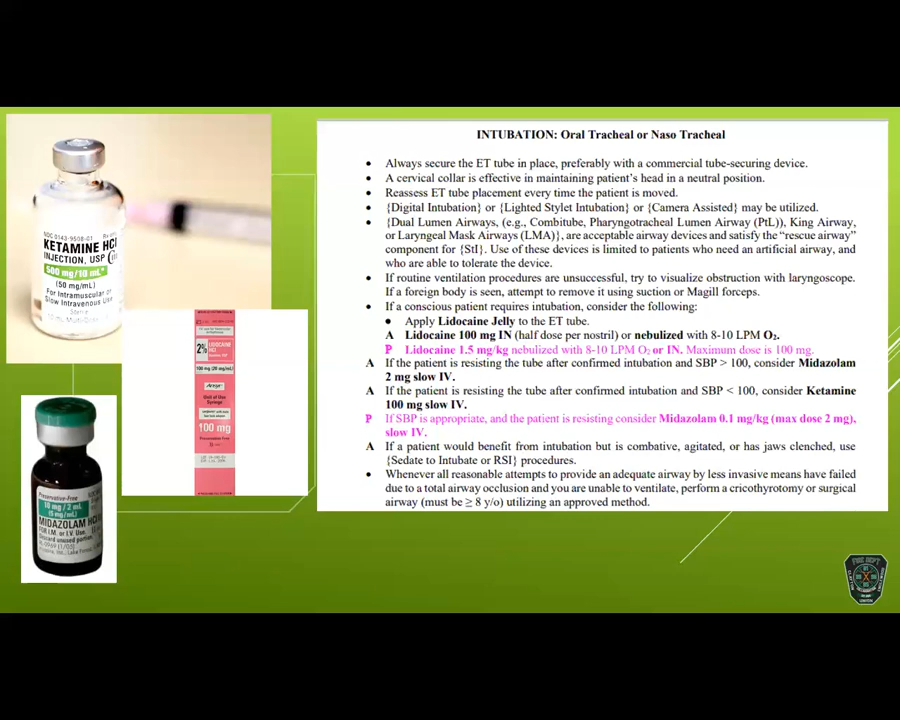 NDC 0143-9508-01
KETAMINE HCl
INJECTION, USP
500 mg/10 mL*
(50 mg/mL)
For Intramuscular or
Slow Intravenous Use
2%
LIDOCAINE
HCl
100 mg
Preservative-Free
10 mg/ 2 mL
(5 mg/mL)
MIDAZOLAM HCl
FOR I.M. or I.V. Use.
Discard unused portion.
INTUBATION: Oral Tracheal or Naso Tracheal
• Always secure the ET tube in place, preferably with a commercial tube-securing device.
• A cervical collar is effective in maintaining patient's head in a neutral position.
• Reassess ET tube placement every time the patient is moved.
• {Digital Intubation} or {Lighted Stylet Intubation} or {Camera Assisted} may be utilized.
• {Dual Lumen Airways, (e.g., Combitube, Pharyngotracheal Lumen Airway (PtL)), King Airway,
or Laryngeal Mask Airways (LMA)}, are acceptable airway devices and satisfy the "rescue airway"
component for {StI}. Use of these devices is limited to patients who need an artificial airway, and
who are able to tolerate the device.
• If routine ventilation procedures are unsuccessful, try to visualize obstruction with laryngoscope.
If a foreign body is seen, attempt to remove it using suction or Magill forceps.
• If a conscious patient requires intubation, consider the following:
• Apply Lidocaine Jelly to the ET tube.
A Lidocaine 100 mg IN (half dose per nostril) or nebulized with 8-10 LPM O₂.
P Lidocaine 1.5 mg/kg nebulized with 8-10 LPM O₂ or IN. Maximum dose is 100 mg.
A If the patient is resisting the tube after confirmed intubation and SBP > 100, consider Midazolam
2 mg slow IV.
A If the patient is resisting the tube after confirmed intubation and SBP < 100, consider Ketamine
100 mg slow IV.
P If SBP is appropriate, and the patient is resisting consider Midazolam 0.1 mg/kg (max dose 2 mg),
slow IV.
A If a patient would benefit from intubation but is combative, agitated, or has jaws clenched, use
{Sedate to Intubate or RSI} procedures.
• Whenever all reasonable attempts to provide an adequate airway by less invasive means have failed
due to a total airway occlusion and you are unable to ventilate, perform a cricothyrotomy or surgical
airway (must be ≥ 8 y/o) utilizing an approved method.
FIRE DEPT